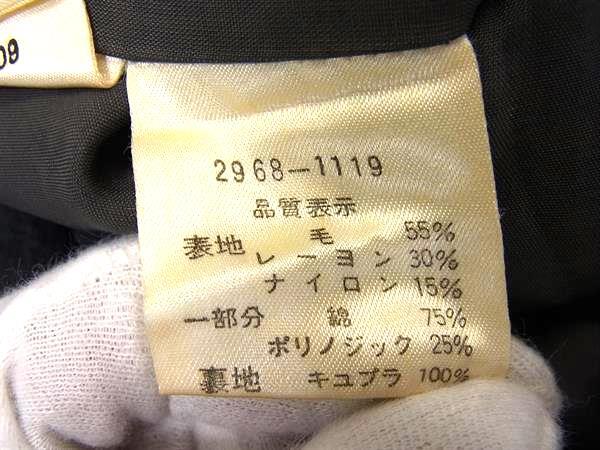 09
2968-1119
品質表示
表地 毛 55%
レーヨン 30%
ナイロン 15%
一部分 綿 75%
ポリノジック 25%
裏地 キュプラ 100%